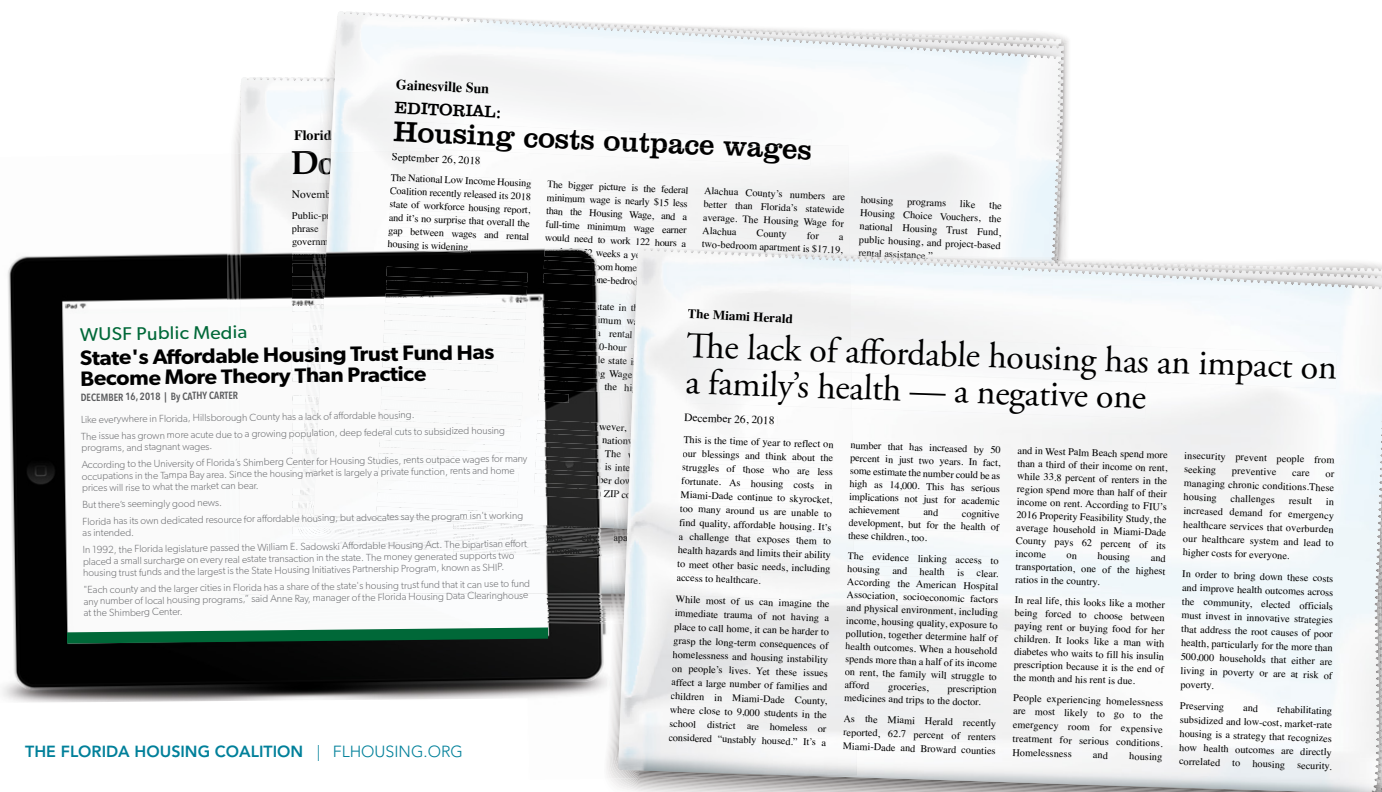 Gainesville Sun
EDITORIAL:
Housing costs outpace wages
September 26, 2018
The National Low Income Housing
Coalition recently released its 2018
state of workforce housing report,
and it's no surprise that overall the
gap between wages and rental
housing is widening
The bigger picture is the federal
minimum wage is nearly $15 less
than the Housing Wage, and a
full-time minimum wage earner
would need to work 122 hours a
weeks a
Alachua County's numbers are
better than Florida's statewide
average. The Housing Wage for
Alachua County for a
two-bedroom apartment is $17.19,
housing programs like the
Housing Choice Vouchers, the
national Housing Trust Fund,
public housing, and project-based
rental assistance."
Florid
Do
Novemb
Public-p
phrase
governm
iPad
7:49 PM
82%
WUSF Public Media
State's Affordable Housing Trust Fund Has
Become More Theory Than Practice
DECEMBER 16, 2018 | By CATHY CARTER
Like everywhere in Florida, Hillsborough County has a lack of affordable housing.
The issue has grown more acute due to a growing population, deep federal cuts to subsidized housing
programs, and stagnant wages.
According to the University of Florida's Shimberg Center for Housing Studies, rents outpace wages for many
occupations in the Tampa Bay area. Since the housing market is largely a private function, rents and home
prices will rise to what the market can bear.
But there's seemingly good news.
Florida has its own dedicated resource for affordable housing; but advocates say the program isn't working
as intended.
In 1992, the Florida legislature passed the William E. Sadowski Affordable Housing Act. The bipartisan effort
placed a small surcharge on every real estate transaction in the state. The money generated supports two
housing trust funds and the largest is the State Housing Initiatives Partnership Program, known as SHIP.
"Each county and the larger cities in Florida has a share of the state's housing trust fund that it can use to fund
any number of local housing programs," said Anne Ray, manager of the Florida Housing Data Clearinghouse
at the Shimberg Center.
The Miami Herald
The lack of affordable housing has an impact on
a family's health — a negative one
December 26, 2018
This is the time of year to reflect on
our blessings and think about the
struggles of those who are less
fortunate. As housing costs in
Miami-Dade continue to skyrocket,
too many around us are unable to
find quality, affordable housing. It's
a challenge that exposes them to
health hazards and limits their ability
to meet other basic needs, including
access to healthcare.
While most of us can imagine the
immediate trauma of not having a
place to call home, it can be harder to
grasp the long-term consequences of
homelessness and housing instability
on people's lives. Yet these issues
affect a large number of families and
children in Miami-Dade County,
where close to 9,000 students in the
school district are homeless or
considered "unstably housed." It's a
number that has increased by 50
percent in just two years. In fact,
some estimate the number could be as
high as 14,000. This has serious
implications not just for academic
achievement and cognitive
development, but for the health of
these children., too.
The evidence linking access to
housing and health is clear.
According the American Hospital
Association, socioeconomic factors
and physical environment, including
income, housing quality, exposure to
pollution, together determine half of
health outcomes. When a household
spends more than a half of its income
on rent, the family will struggle to
afford groceries, prescription
medicines and trips to the doctor.
As the Miami Herald recently
reported, 62.7 percent of renters
Miami-Dade and Broward counties
and in West Palm Beach spend more
than a third of their income on rent,
while 33.8 percent of renters in the
region spend more than half of their
income on rent. According to FIU's
2016 Properity Feasibility Study, the
average household in Miami-Dade
County pays 62 percent of its
income on housing and
transportation, one of the highest
ratios in the country.
In real life, this looks like a mother
being forced to choose between
paying rent or buying food for her
children. It looks like a man with
diabetes who waits to fill his insulin
prescription because it is the end of
the month and his rent is due.
People experiencing homelessness
are most likely to go to the
emergency room for expensive
treatment for serious conditions.
Homelessness and housing
insecurity prevent people from
seeking preventive care or
managing chronic conditions.These
housing challenges result in
increased demand for emergency
healthcare services that overburden
our healthcare system and lead to
higher costs for everyone.
In order to bring down these costs
and improve health outcomes across
the community, elected officials
must invest in innovative strategies
that address the root causes of poor
health, particularly for the more than
500,000 households that either are
living in poverty or are at risk of
poverty.
Preserving and rehabilitating
subsidized and low-cost, market-rate
housing is a strategy that recognizes
how health outcomes are directly
correlated to housing security.
THE FLORIDA HOUSING COALITION | FLHOUSING.ORG